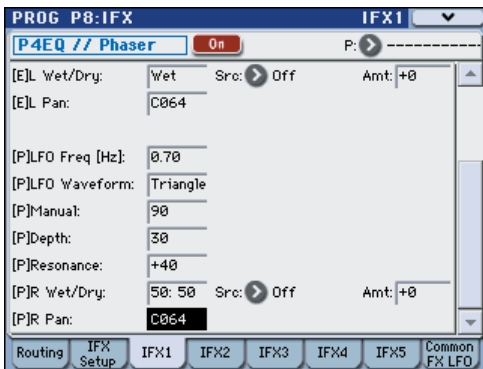 PROG P8:IFX IFX1
P4EQ // Phaser On P: ------------
[E]L Wet/Dry: Wet Src: Off Amt: +0
[E]L Pan: C064
[P]LFO Freq [Hz]: 0.70
[P]LFO Waveform: Triangle
[P]Manual: 90
[P]Depth: 30
[P]Resonance: +40
[P]R Wet/Dry: 50: 50 Src: Off Amt: +0
[P]R Pan: C064
Routing IFX Setup IFX1 IFX2 IFX3 IFX4 IFX5 Common FX LFO